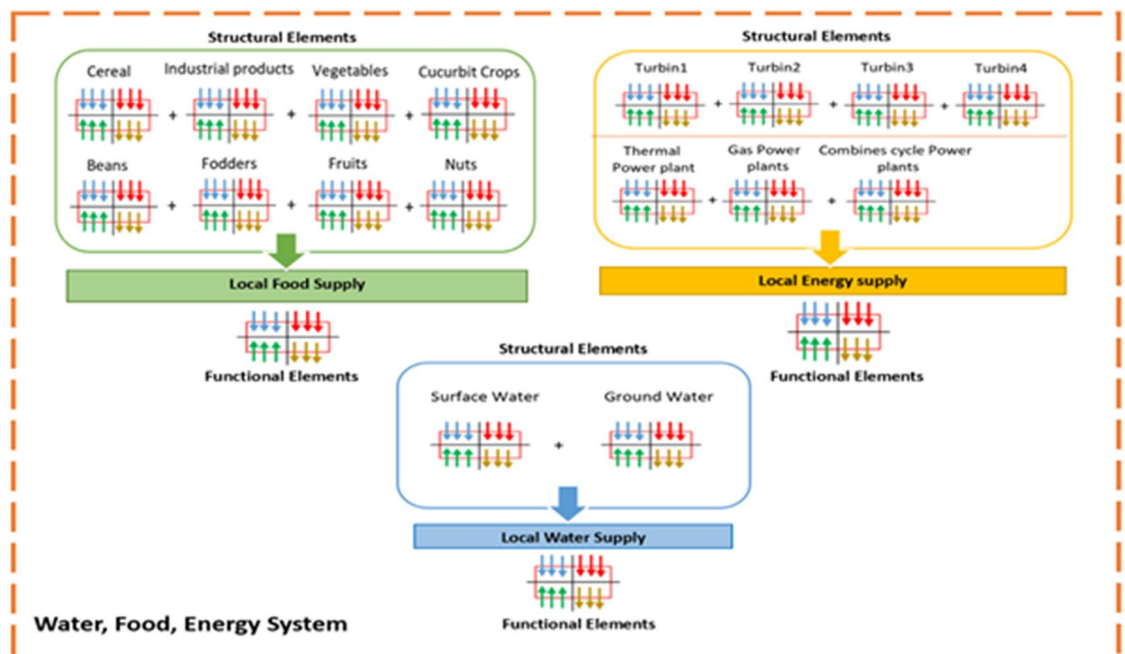 Structural Elements
Cereal
Industrial products
Vegetables
Cucurbit Crops
+
+
+
Beans
Fodders
Fruits
Nuts
+
+
+
Local Food Supply
Functional Elements
Structural Elements
Turbin1
Turbin2
Turbin3
Turbin4
+
+
+
Thermal
Power plant
Gas Power
plants
Combines cycle Power
plants
+
+
Local Energy supply
Functional Elements
Structural Elements
Surface Water
Ground Water
+
Local Water Supply
Functional Elements
Water, Food, Energy System